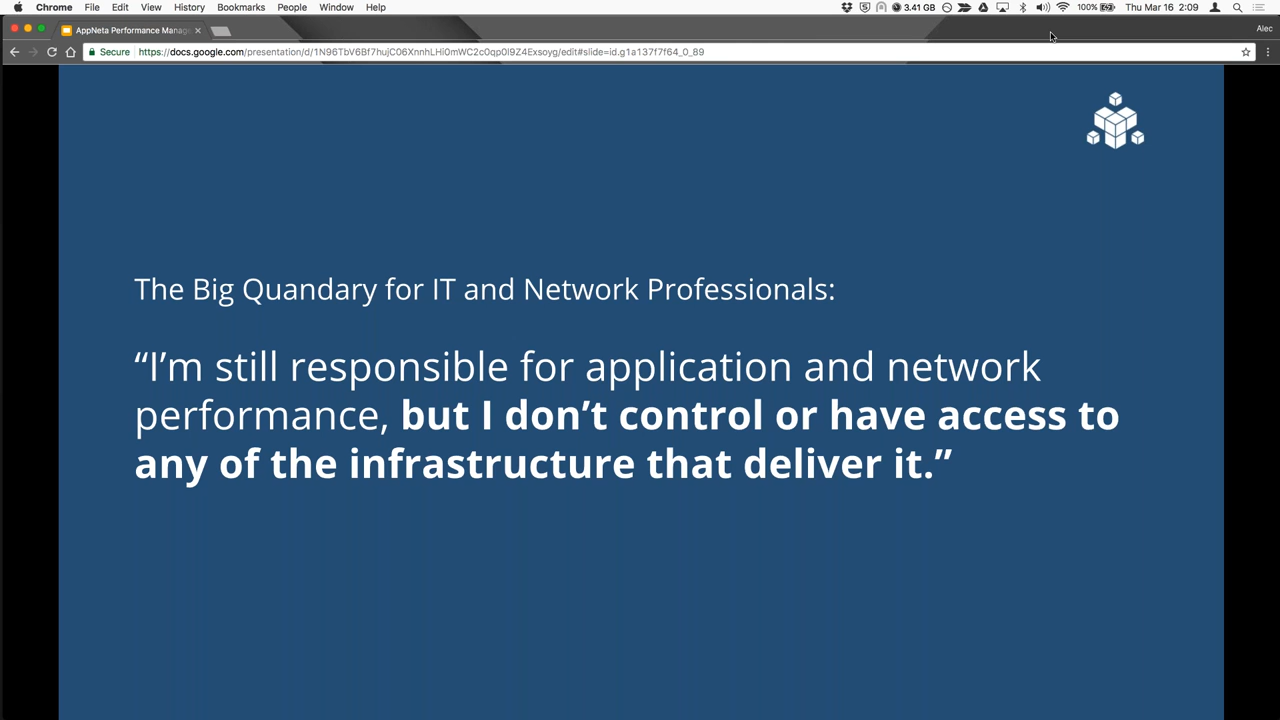 Chrome File Edit View History Bookmarks People Window Help 3.41 GB 100% Thu Mar 16 2:09
AppNeta Performance Manag
Alec
Secure https://docs.google.com/presentation/d/1N96TbV6Bf7hujC06XnnhLHi0mWC2c0qp0l9Z4Exsoyg/edit#slide=id.g1a137f7f64_0_89
The Big Quandary for IT and Network Professionals:
“I’m still responsible for application and network
performance, but I don’t control or have access to
any of the infrastructure that deliver it.”